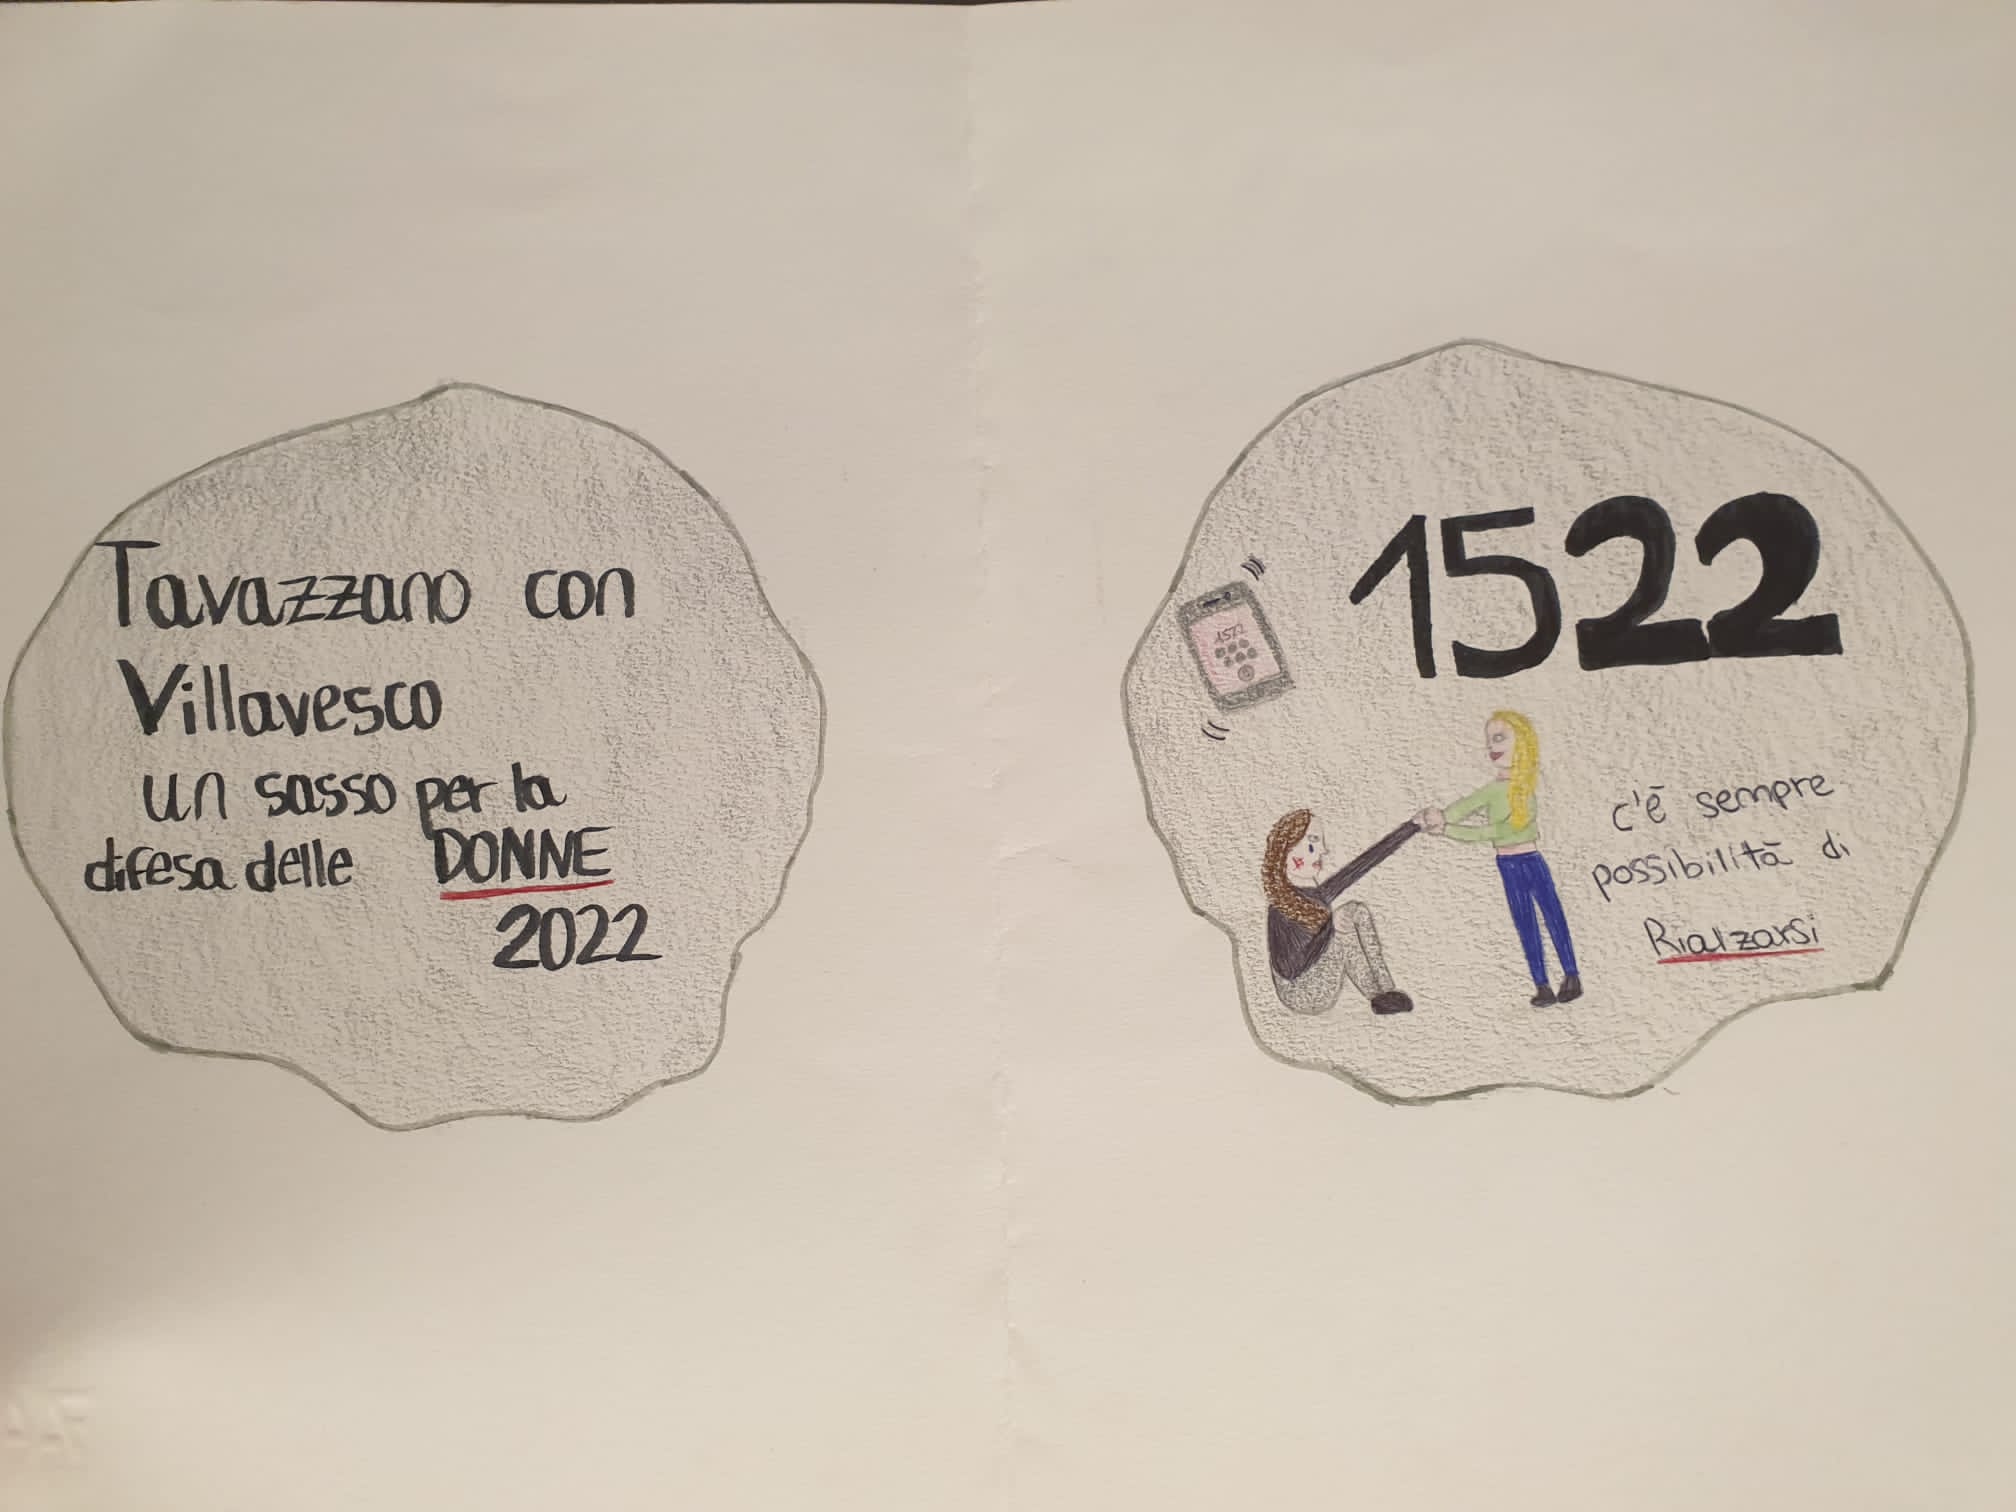 Tavazzano con
Villavesco
un sasso per la
difesa delle DONNE
2022
1522
1522
c'è sempre
possibilità di
Rialzarsi